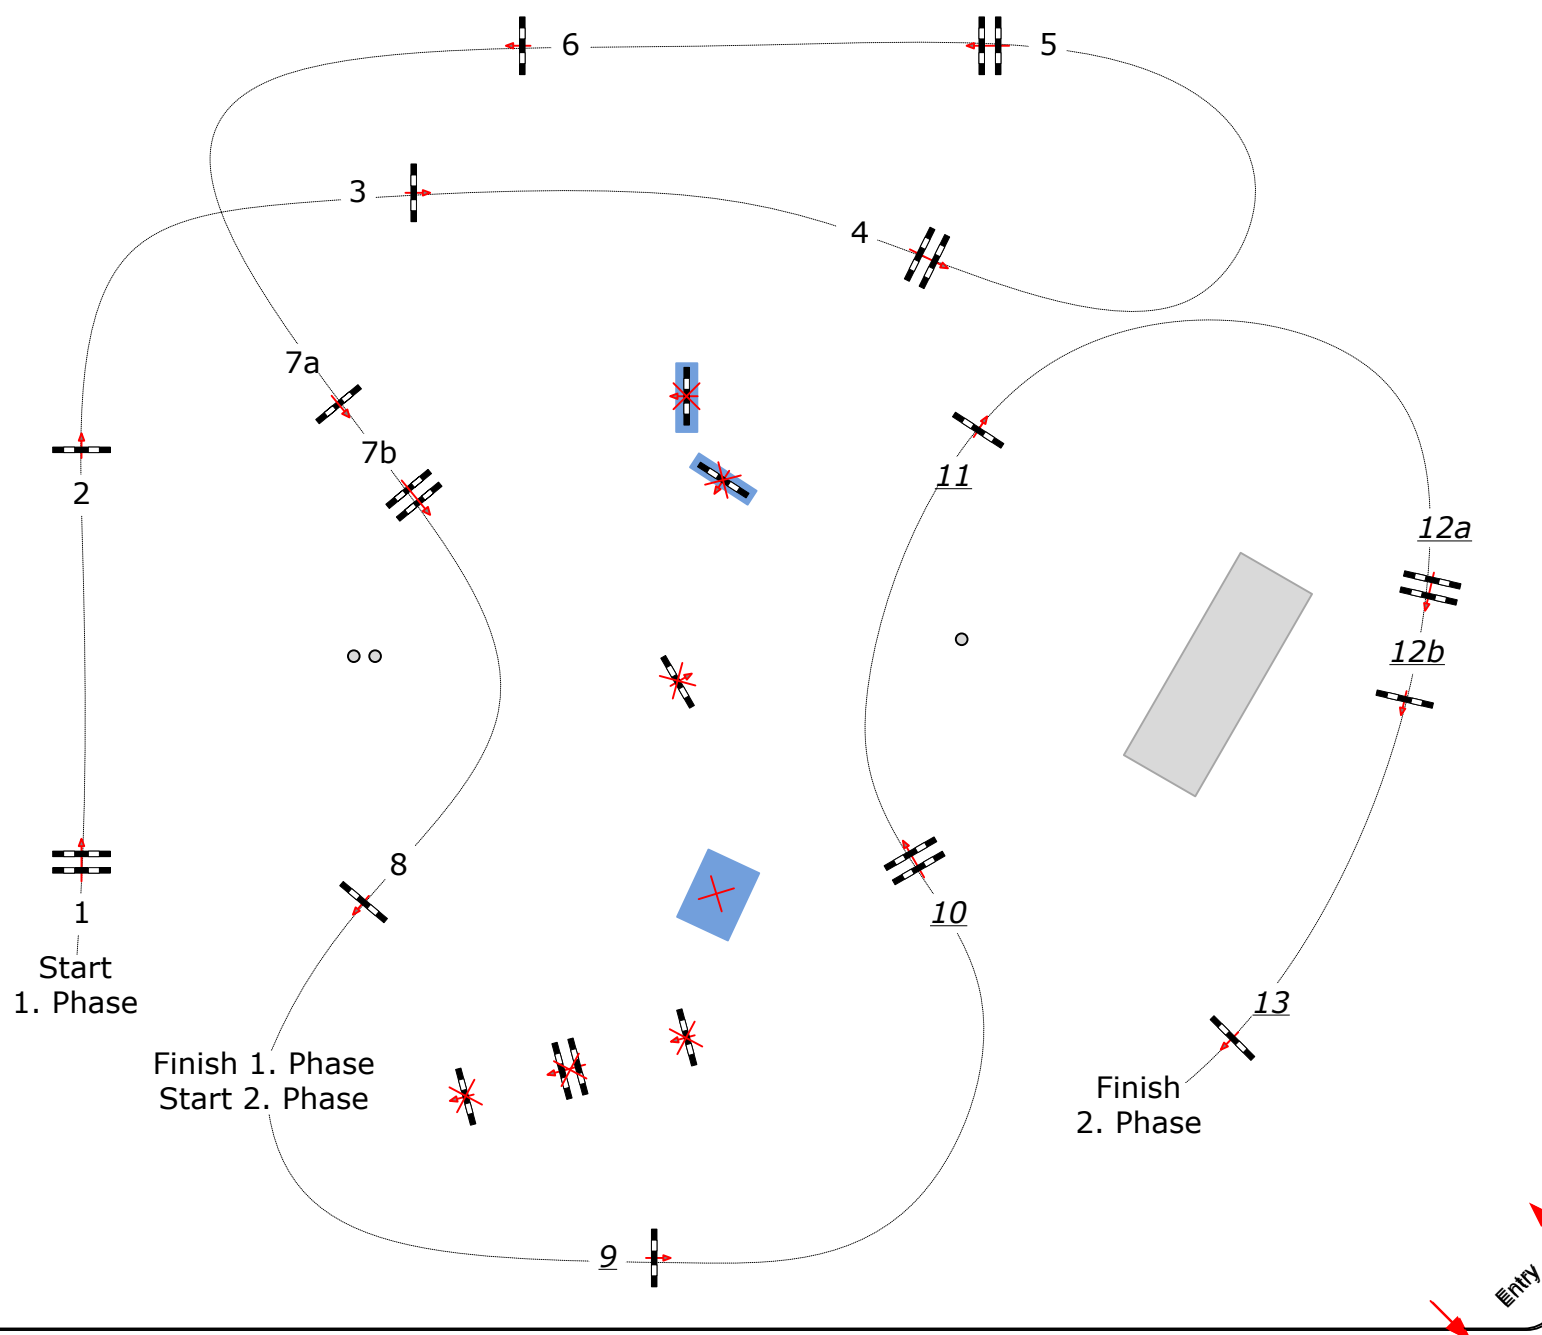 6
5
3
4
7a
7b
11
2
12a
12b
8
1
10
Start
1. Phase
13
Finish 1. Phase
Start 2. Phase
Finish
2. Phase
9
Entry